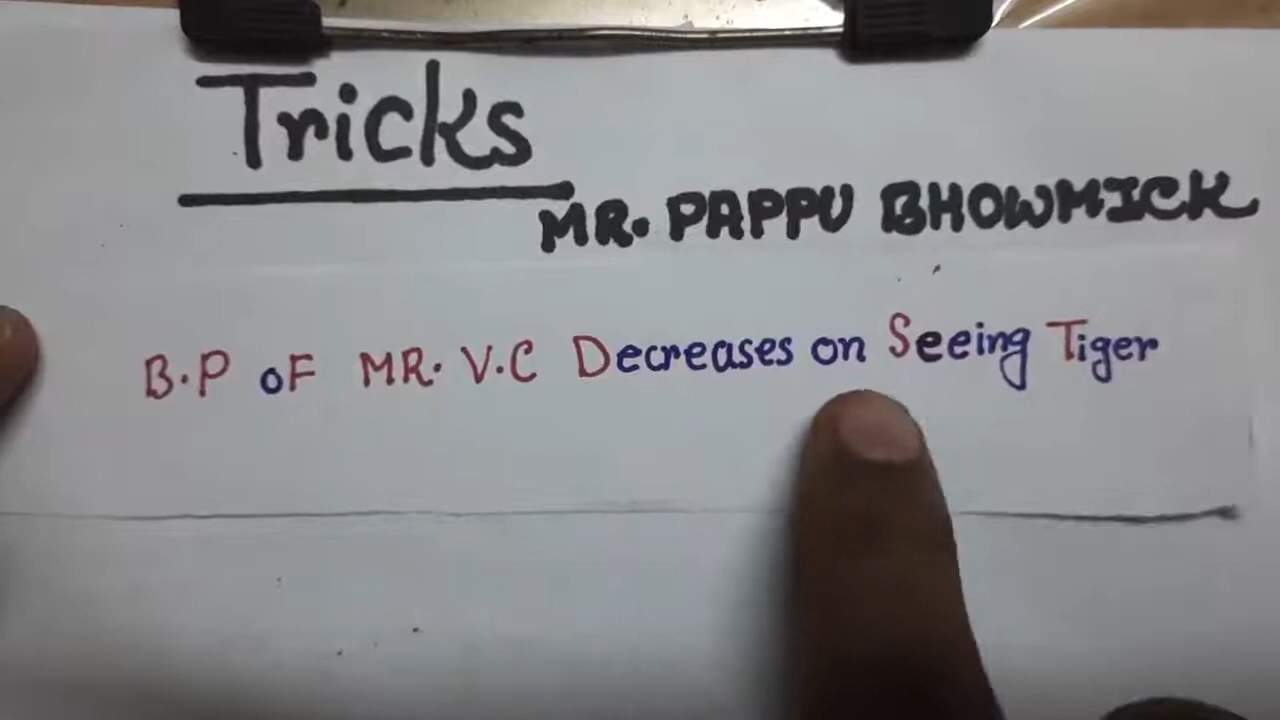 Tricks
MR. PAPPU BHOWMICK
B.P oF MR. V.C Decreases on Seeing Tiger